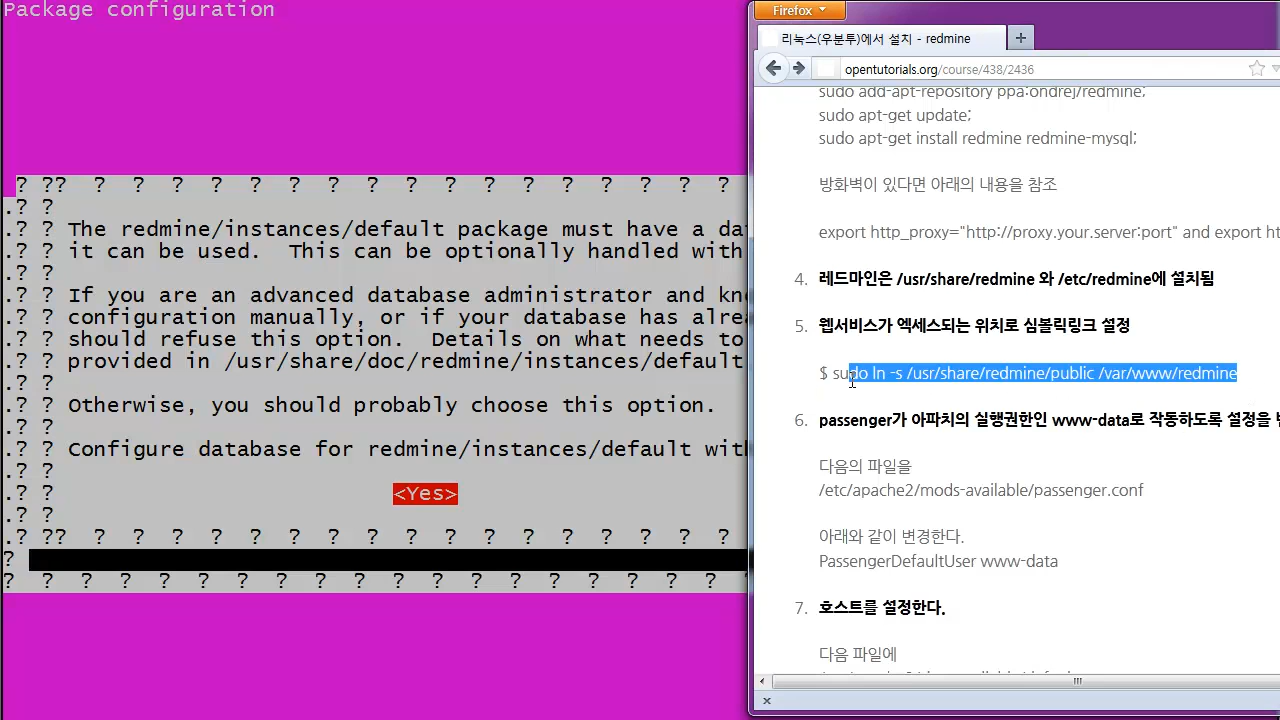 Package configuration
? ?? ? ? ? ? ? ? ? ? ? ? ? ? ? ? ? ? ?
.? ?
.? ? The redmine/instances/default package must have a da
.? ? it can be used. This can be optionally handled with
.? ?
.? ? If you are an advanced database administrator and kn
.? ? configuration manually, or if your database has alre
.? ? should refuse this option. Details on what needs to
.? ? provided in /usr/share/doc/redmine/instances/default
.? ?
.? ? Otherwise, you should probably choose this option.
.? ?
.? ? Configure database for redmine/instances/default wit
.? ?
.? ? <Yes>
.? ?
.? ?? ? ? ? ? ? ? ? ? ? ? ? ? ? ? ? ? ?
?
? ? ? ? ? ? ? ? ? ? ? ? ? ? ? ? ? ? ?
Firefox
리눅스(우분투)에서 설치 - redmine
opentutorials.org/course/438/2436
sudo add-apt-repository ppa:ondrej/redmine;
sudo apt-get update;
sudo apt-get install redmine redmine-mysql;
방화벽이 있다면 아래의 내용을 참조
export http_proxy="http://proxy.your.server:port" and export ht
4. 레드마인은 /usr/share/redmine 와 /etc/redmine에 설치됨
5. 웹서비스가 엑세스되는 위치로 심볼릭링크 설정
$ sudo ln -s /usr/share/redmine/public /var/www/redmine
6. passenger가 아파치의 실행권한인 www-data로 작동하도록 설정을
다음의 파일을
/etc/apache2/mods-available/passenger.conf
아래와 같이 변경한다.
PassengerDefaultUser www-data
7. 호스트를 설정한다.
다음 파일에